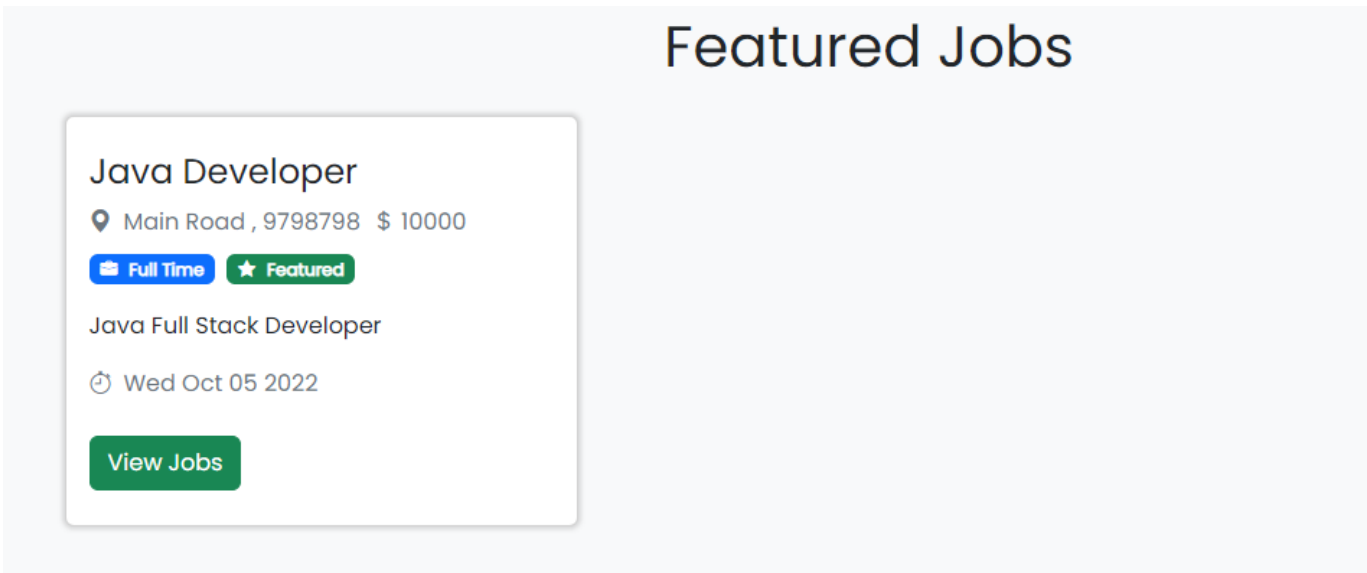 Featured Jobs
Java Developer
Main Road , 9798798 $ 10000
Full Time Featured
Java Full Stack Developer
Wed Oct 05 2022
View Jobs